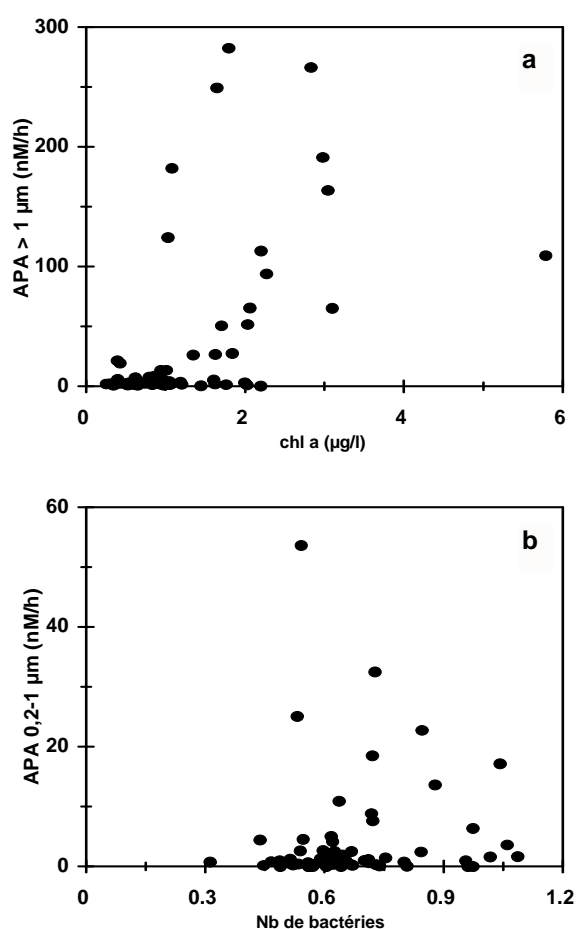 300
a
200
APA > 1 µm (nM/h)
100
0
0 2 4 6
chl a (µg/l)
60
b
40
APA 0,2-1 µm (nM/h)
20
0
0 0.3 0.6 0.9 1.2
Nb de bactéries